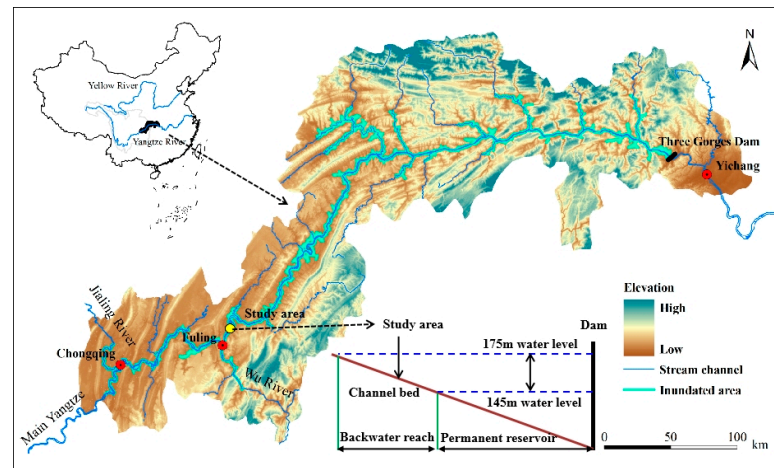 Yellow River
Yangtze River
N
Three Gorges Dam
Yichang
Jialing River
Study area
Fuling
Chongqing
Wu River
Main Yangtze
Study area
Dam
175m water level
Channel bed
145m water level
Backwater reach
Permanent reservoir
Elevation
High
Low
Stream channel
Inundated area
0
50
100
km